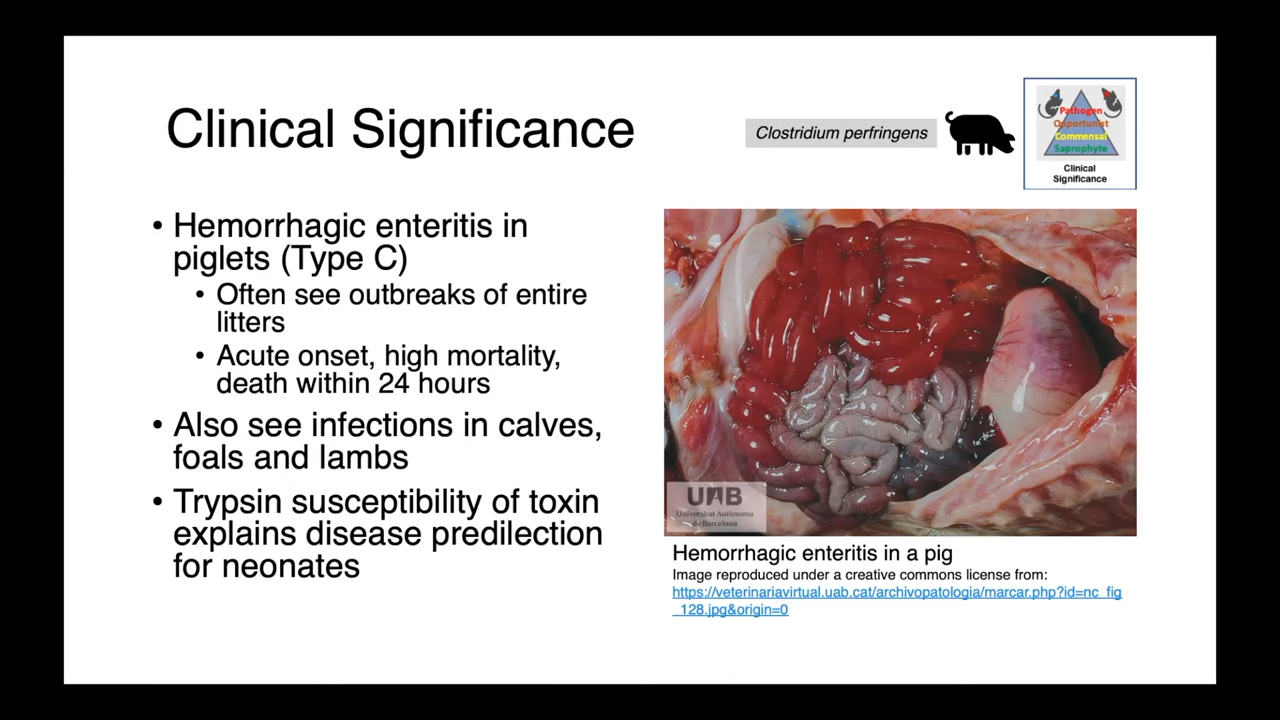 Clinical Significance
Clostridium perfringens
Pathogen
Opportunist
Commensal
Saprophyte
Clinical
Significance
• Hemorrhagic enteritis in
piglets (Type C)
• Often see outbreaks of entire
litters
• Acute onset, high mortality,
death within 24 hours
• Also see infections in calves,
foals and lambs
• Trypsin susceptibility of toxin
explains disease predilection
for neonates
UAB
Universitat Autònoma
de Barcelona
Hemorrhagic enteritis in a pig
Image reproduced under a creative commons license from:
https://veterinariavirtual.uab.cat/archivopatologia/marcar.php?id=nc_fig
_128.jpg&origin=0